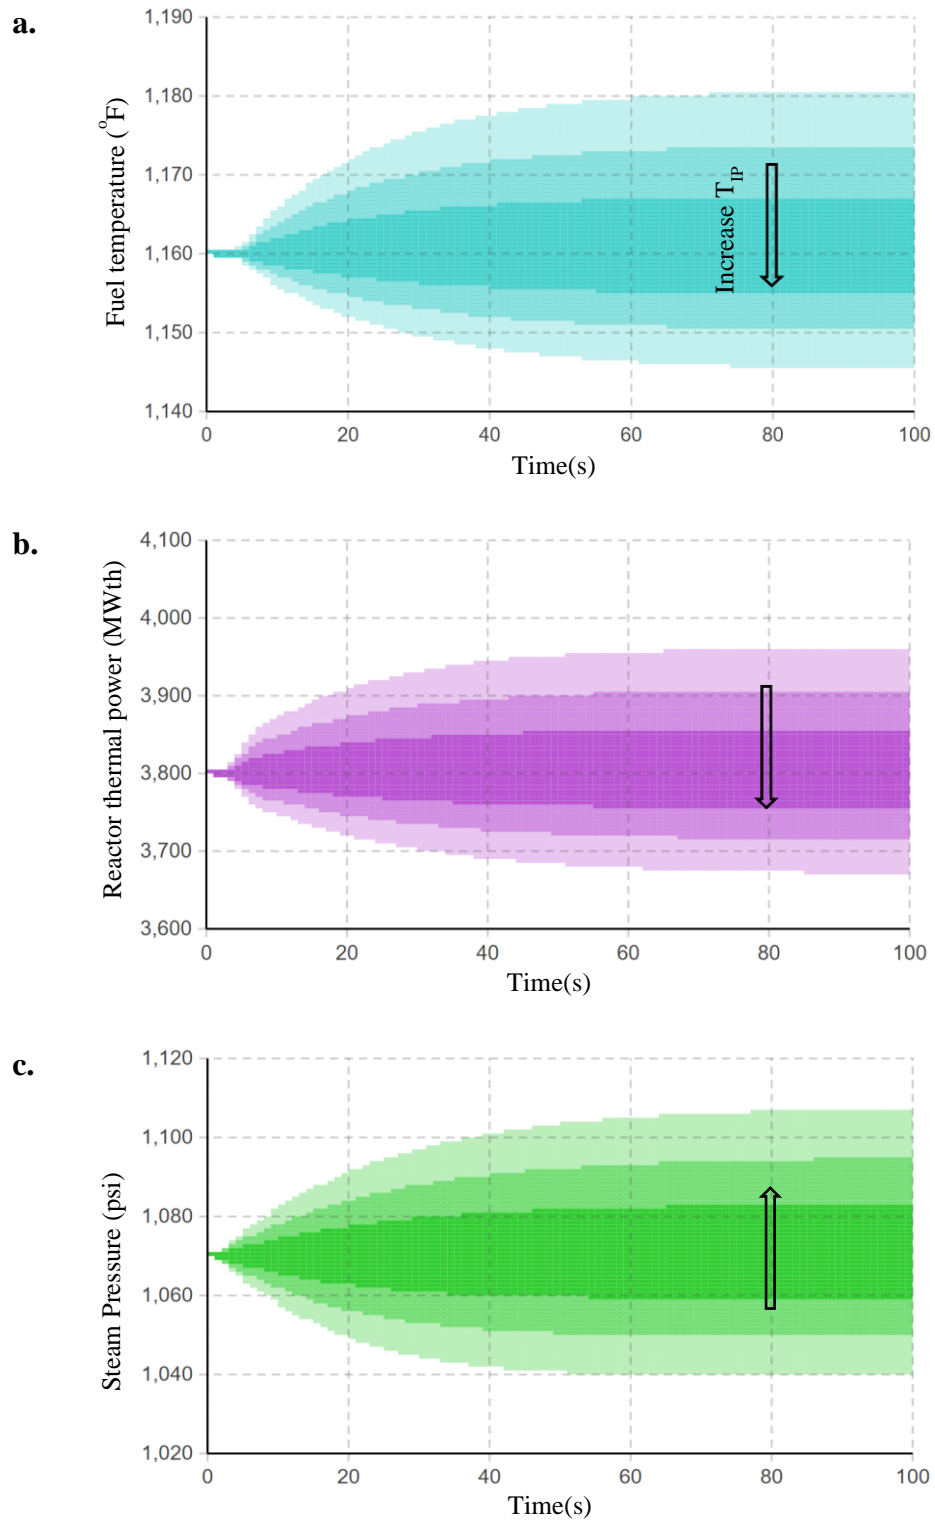 a.
1,190
1,180
1,170
1,160
1,150
1,140
Fuel temperature (°F)
Increase T_IP
0 20 40 60 80 100
Time(s)
b.
4,100
4,000
3,900
3,800
3,700
3,600
Reactor thermal power (MWth)
0 20 40 60 80 100
Time(s)
c.
1,120
1,100
1,080
1,060
1,040
1,020
Steam Pressure (psi)
0 20 40 60 80 100
Time(s)